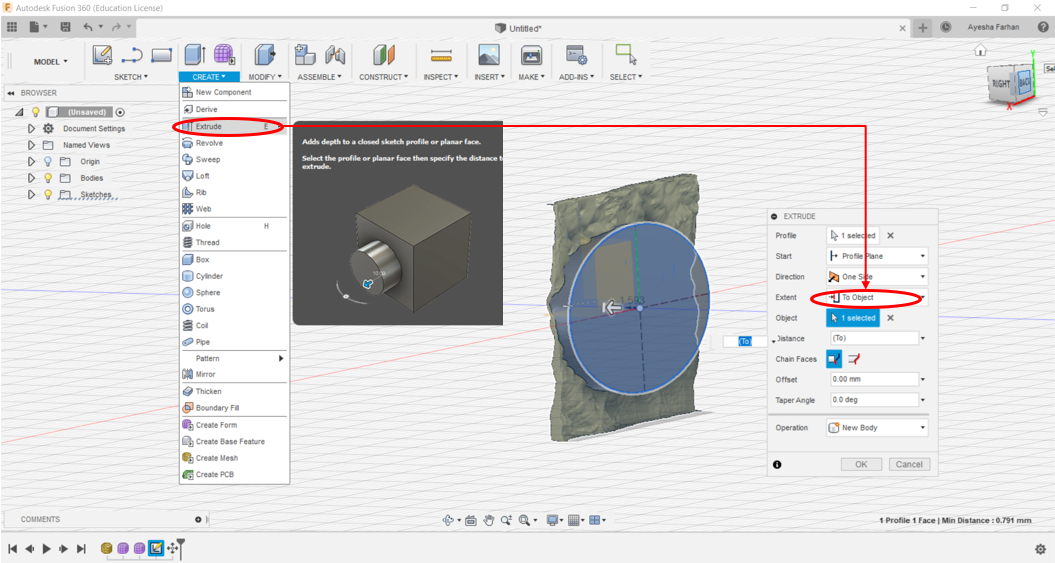 Autodesk Fusion 360 (Education License)
Untitled*
Ayesha Farhan
MODEL
SKETCH
CREATE
MODIFY
ASSEMBLE
CONSTRUCT
INSPECT
INSERT
MAKE
ADD-INS
SELECT
RIGHT
BACK
Y
X
Sel
BROWSER
(Unsaved)
Document Settings
Named Views
Origin
Bodies
Sketches
New Component
Derive
Extrude E
Revolve
Sweep
Loft
Rib
Web
Hole H
Thread
Box
Cylinder
Sphere
Torus
Coil
Pipe
Pattern
Mirror
Thicken
Boundary Fill
Create Form
Create Base Feature
Create Mesh
Create PCB
Adds depth to a closed sketch profile or planar face.
Select the profile or planar face then specify the distance t
extrude.
10.00
1.593
(To)
EXTRUDE
Profile 1 selected
Start Profile Plane
Direction One Side
Extent To Object
Object 1 selected
Distance (To)
Chain Faces
Offset 0.00 mm
Taper Angle 0.0 deg
Operation New Body
OK Cancel
COMMENTS
1 Profile 1 Face | Min Distance : 0.791 mm